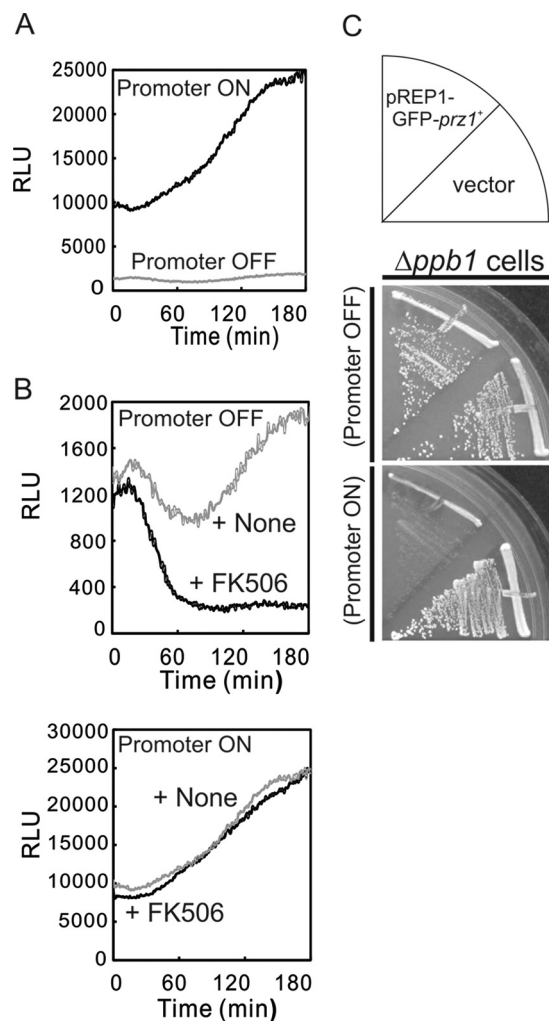 A
25000
20000
15000
10000
5000
0
RLU
Promoter ON
Promoter OFF
0 60 120 180
Time (min)
B
2000
1600
1200
800
400
0
RLU
Promoter OFF
+ None
+ FK506
0 60 120 180
Time (min)
30000
25000
20000
15000
10000
5000
0
RLU
Promoter ON
+ None
+ FK506
0 60 120 180
Time (min)
C
pREP1-
GFP-prz1⁺
vector
Δppb1 cells
(Promoter OFF)
(Promoter ON)